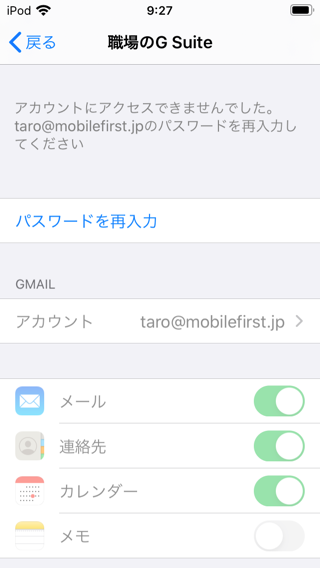 iPod 9:27
戻る 職場のG Suite
アカウントにアクセスできませんでした。
taro@mobilefirst.jpのパスワードを再入力し
てください
パスワードを再入力
GMAIL
アカウント taro@mobilefirst.jp
メール
連絡先
カレンダー
メモ